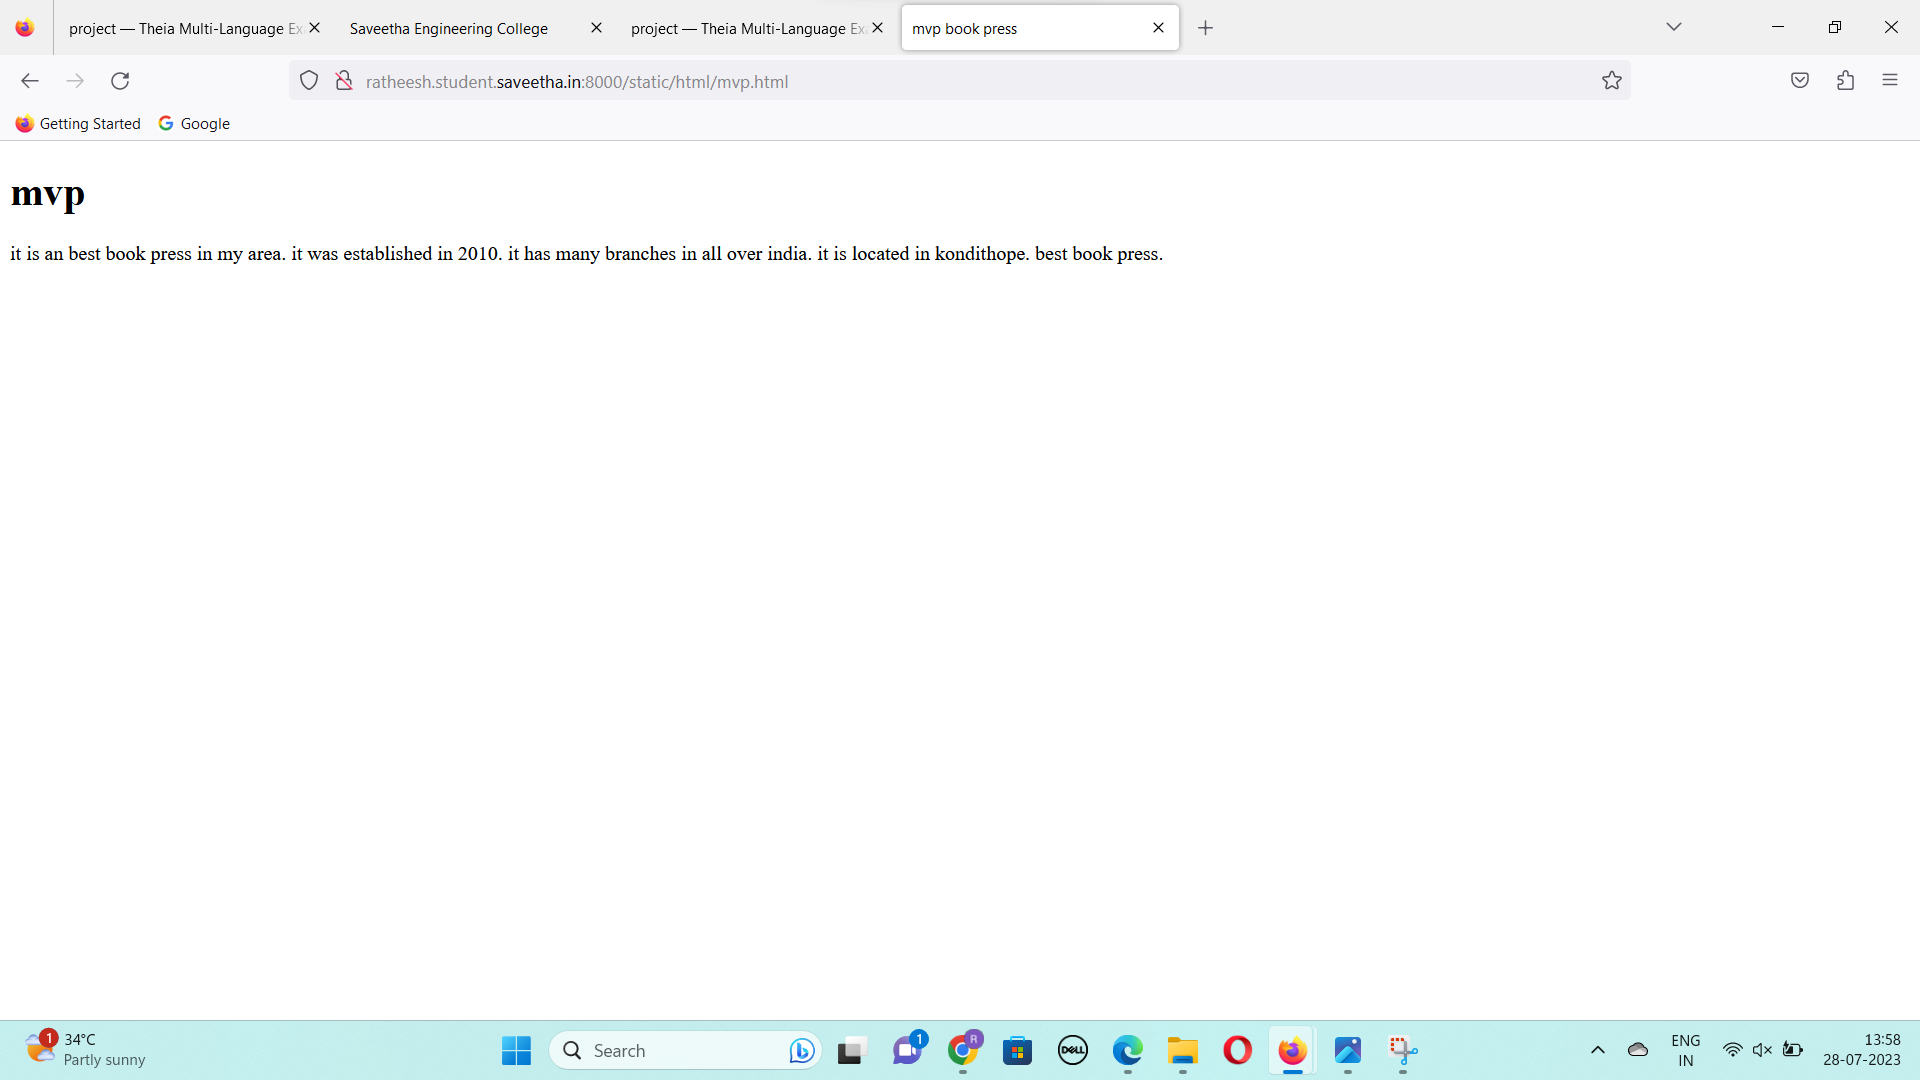 project — Theia Multi-Language Ex
Saveetha Engineering College
project — Theia Multi-Language Ex
mvp book press
ratheesh.student.saveetha.in:8000/static/html/mvp.html
Getting Started
Google
mvp
it is an best book press in my area. it was established in 2010. it has many branches in all over india. it is located in kondithope. best book press.
1
34°C
Partly sunny
Search
1
R
DELL
ENG
IN
13:58
28-07-2023